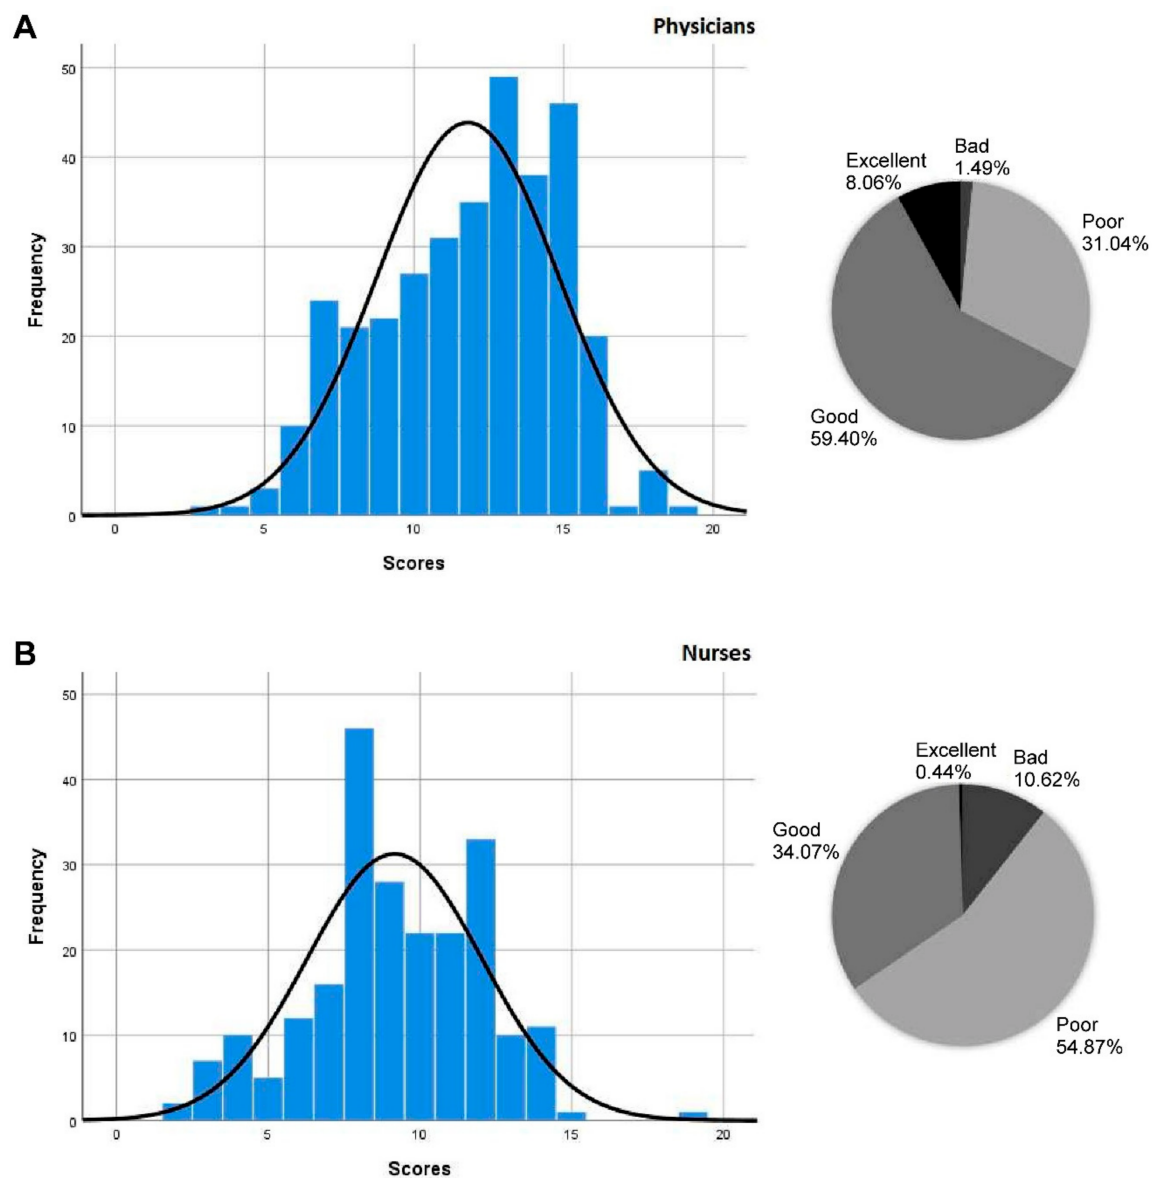 A
Physicians
50
40
30
20
10
0
Frequency
0 5 10 15 20
Scores
Excellent
8.06%
Bad
1.49%
Poor
31.04%
Good
59.40%
B
Nurses
50
40
30
20
10
0
Frequency
0 5 10 15 20
Scores
Excellent
0.44%
Bad
10.62%
Good
34.07%
Poor
54.87%